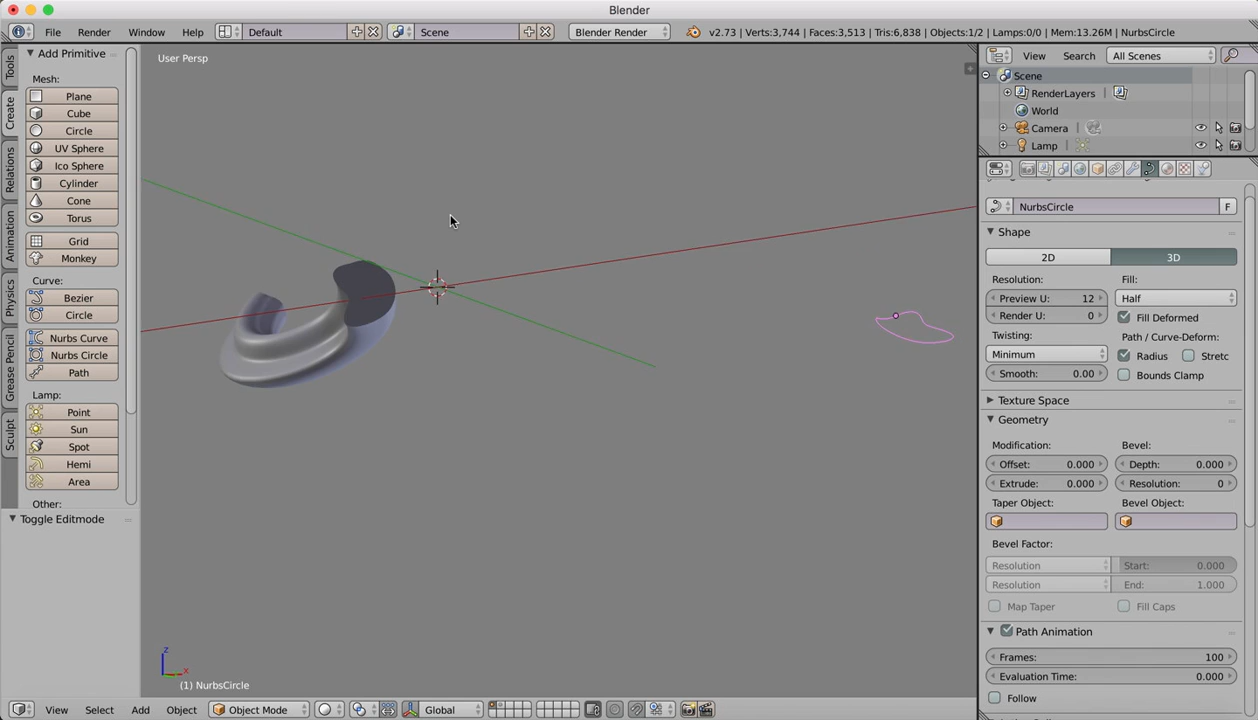 Blender
File Render Window Help Default Scene Blender Render v2.73 | Verts:3,744 | Faces:3,513 | Tris:6,838 | Objects:1/2 | Lamps:0/0 | Mem:13.26M | NurbsCircle
Tools
Create
Relations
Animation
Physics
Grease Pencil
Sculpt
Add Primitive
Mesh:
Plane
Cube
Circle
UV Sphere
Ico Sphere
Cylinder
Cone
Torus
Grid
Monkey
Curve:
Bezier
Circle
Nurbs Curve
Nurbs Circle
Path
Lamp:
Point
Sun
Spot
Hemi
Area
Other:
Toggle Editmode
User Persp
z
x
(1) NurbsCircle
View Select Add Object Object Mode Global
View Search All Scenes
Scene
RenderLayers |
World
Camera |
Lamp |
NurbsCircle F
Shape
2D 3D
Resolution: Fill:
Preview U: 12 Half
Render U: 0 Fill Deformed
Twisting: Path / Curve-Deform:
Minimum Radius Stretc
Smooth: 0.00 Bounds Clamp
Texture Space
Geometry
Modification: Bevel:
Offset: 0.000 Depth: 0.000
Extrude: 0.000 Resolution: 0
Taper Object: Bevel Object:
Bevel Factor:
Resolution Start: 0.000
Resolution End: 1.000
Map Taper Fill Caps
Path Animation
Frames: 100
Evaluation Time: 0.000
Follow